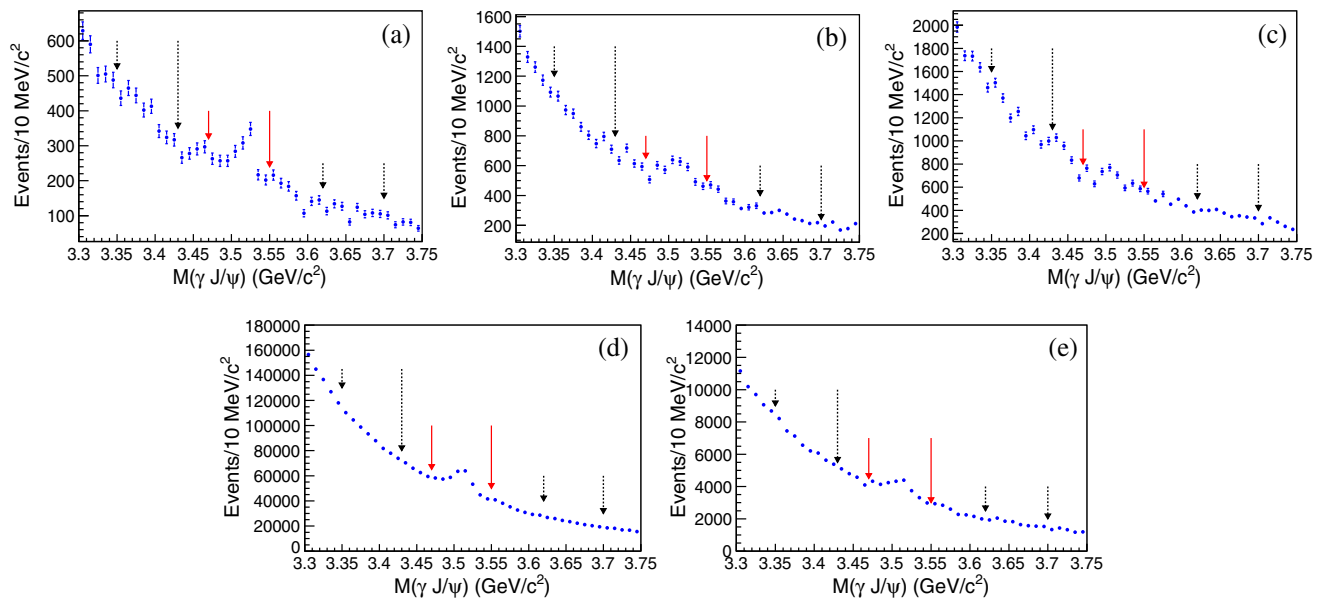 (a)
Events/10 MeV/c²
600
500
400
300
200
100
3.3 3.35 3.4 3.45 3.5 3.55 3.6 3.65 3.7 3.75
M(γ J/ψ) (GeV/c²)
(b)
Events/10 MeV/c²
1600
1400
1200
1000
800
600
400
200
0
3.3 3.35 3.4 3.45 3.5 3.55 3.6 3.65 3.7 3.75
M(γ J/ψ) (GeV/c²)
(c)
Events/10 MeV/c²
2000
1800
1600
1400
1200
1000
800
600
400
200
3.3 3.35 3.4 3.45 3.5 3.55 3.6 3.65 3.7 3.75
M(γ J/ψ) (GeV/c²)
(d)
Events/10 MeV/c²
180000
160000
140000
120000
100000
80000
60000
40000
20000
0
3.3 3.35 3.4 3.45 3.5 3.55 3.6 3.65 3.7 3.75
M(γ J/ψ) (GeV/c²)
(e)
Events/10 MeV/c²
14000
12000
10000
8000
6000
4000
2000
0
3.3 3.35 3.4 3.45 3.5 3.55 3.6 3.65 3.7 3.75
M(γ J/ψ) (GeV/c²)